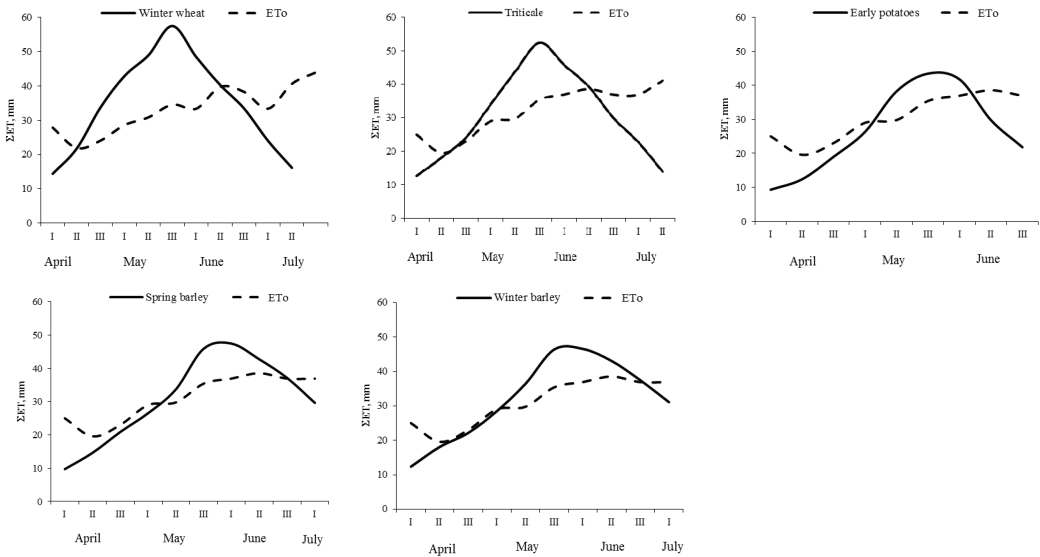 Winter wheat ETo
60
50
40
30
20
10
0
ΣET, mm
I II III I II III I II III I II
April May June July
Triticale ETo
60
50
40
30
20
10
0
ΣET, mm
I II III I II III I II III I II
April May June July
Early potatoes ETo
60
50
40
30
20
10
0
ΣET, mm
I II III I II III I II III
April May June
Spring barley ETo
60
50
40
30
20
10
0
ΣET, mm
I II III I II III I II III I
April May June July
Winter barley ETo
60
50
40
30
20
10
0
ΣET, mm
I II III I II III I II III I
April May June July